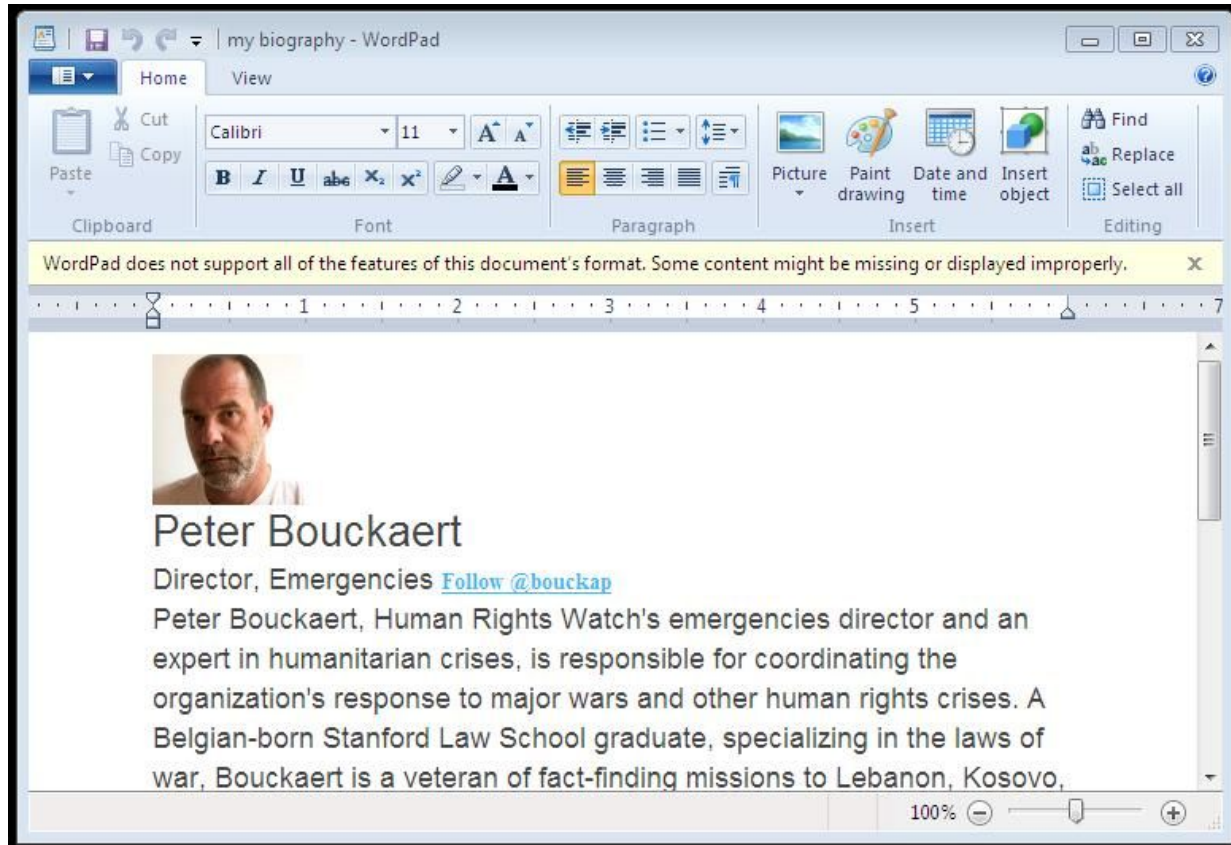 my biography - WordPad
Home View
Cut
Copy
Paste
Clipboard
Calibri 11 A A
B I U abc X₂ X² A
Font
Paragraph
Picture Paint drawing Date and time Insert object
Insert
Find
Replace
Select all
Editing
WordPad does not support all of the features of this document's format. Some content might be missing or displayed improperly. x
1 2 3 4 5 7
Peter Bouckaert
Director, Emergencies Follow @bouckap
Peter Bouckaert, Human Rights Watch's emergencies director and an
expert in humanitarian crises, is responsible for coordinating the
organization's response to major wars and other human rights crises. A
Belgian-born Stanford Law School graduate, specializing in the laws of
war, Bouckaert is a veteran of fact-finding missions to Lebanon, Kosovo,
100%